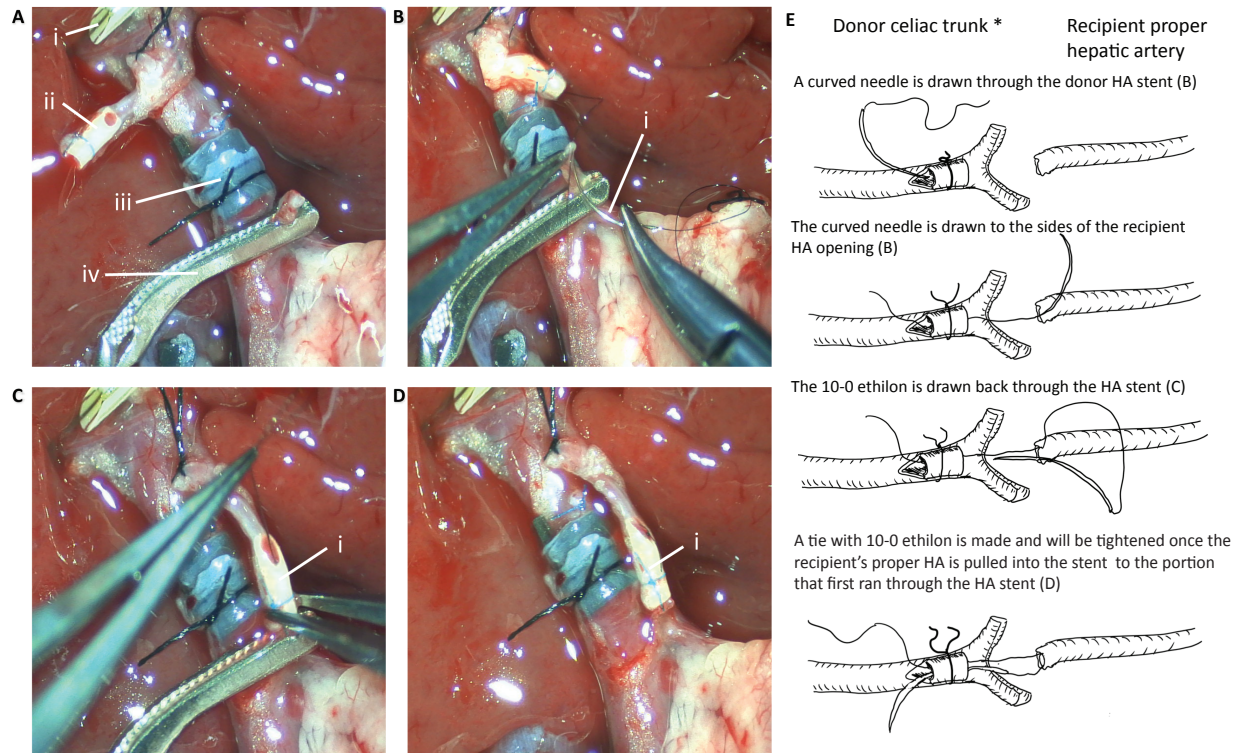 A
i
ii
iii
iv
B
i
C
i
D
i
E
Donor celiac trunk *
Recipient proper
hepatic artery
A curved needle is drawn through the donor HA stent (B)
The curved needle is drawn to the sides of the recipient
HA opening (B)
The 10-0 ethilon is drawn back through the HA stent (C)
A tie with 10-0 ethilon is made and will be tightened once the
recipient's proper HA is pulled into the stent to the portion
that first ran through the HA stent (D)